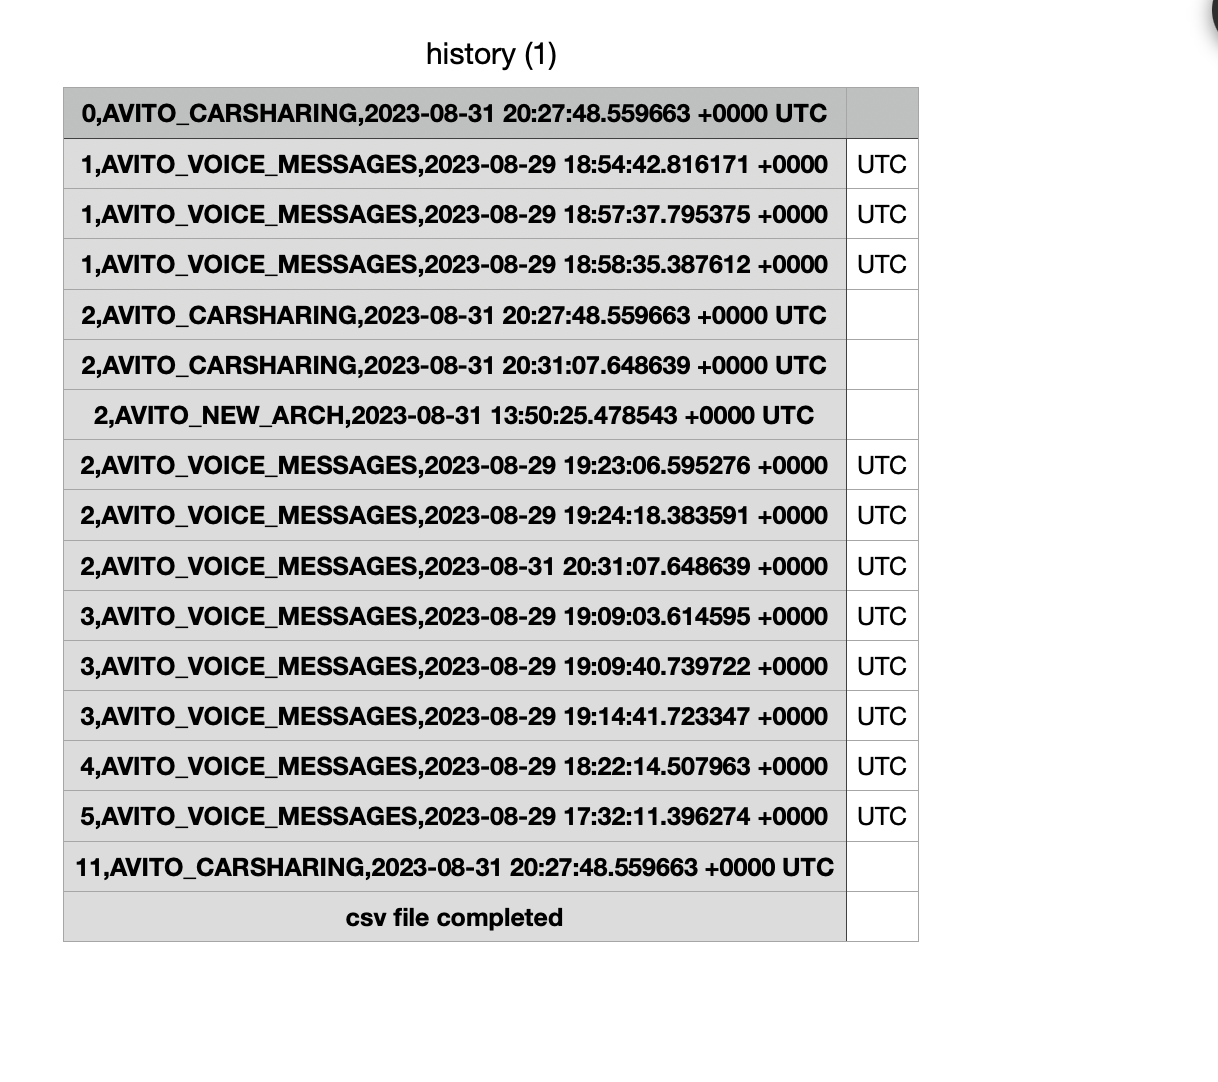 history (1)
0,AVITO_CARSHARING,2023-08-31 20:27:48.559663 +0000 UTC
1,AVITO_VOICE_MESSAGES,2023-08-29 18:54:42.816171 +0000 UTC
1,AVITO_VOICE_MESSAGES,2023-08-29 18:57:37.795375 +0000 UTC
1,AVITO_VOICE_MESSAGES,2023-08-29 18:58:35.387612 +0000 UTC
2,AVITO_CARSHARING,2023-08-31 20:27:48.559663 +0000 UTC
2,AVITO_CARSHARING,2023-08-31 20:31:07.648639 +0000 UTC
2,AVITO_NEW_ARCH,2023-08-31 13:50:25.478543 +0000 UTC
2,AVITO_VOICE_MESSAGES,2023-08-29 19:23:06.595276 +0000 UTC
2,AVITO_VOICE_MESSAGES,2023-08-29 19:24:18.383591 +0000 UTC
2,AVITO_VOICE_MESSAGES,2023-08-31 20:31:07.648639 +0000 UTC
3,AVITO_VOICE_MESSAGES,2023-08-29 19:09:03.614595 +0000 UTC
3,AVITO_VOICE_MESSAGES,2023-08-29 19:09:40.739722 +0000 UTC
3,AVITO_VOICE_MESSAGES,2023-08-29 19:14:41.723347 +0000 UTC
4,AVITO_VOICE_MESSAGES,2023-08-29 18:22:14.507963 +0000 UTC
5,AVITO_VOICE_MESSAGES,2023-08-29 17:32:11.396274 +0000 UTC
11,AVITO_CARSHARING,2023-08-31 20:27:48.559663 +0000 UTC
csv file completed